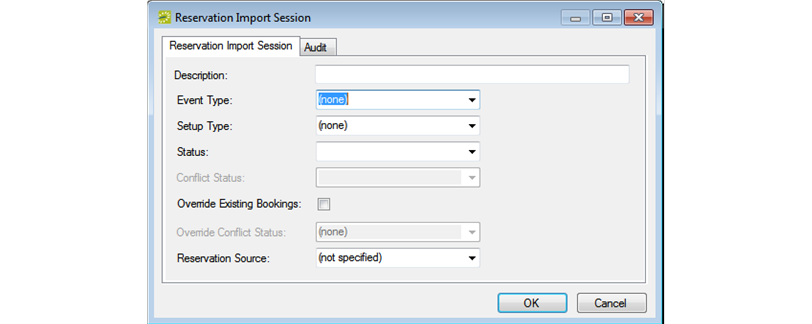 Reservation Import Session
Reservation Import Session Audit
Description:
Event Type: (none)
Setup Type: (none)
Status:
Conflict Status:
Override Existing Bookings:
Override Conflict Status: (none)
Reservation Source: (not specified)
OK Cancel